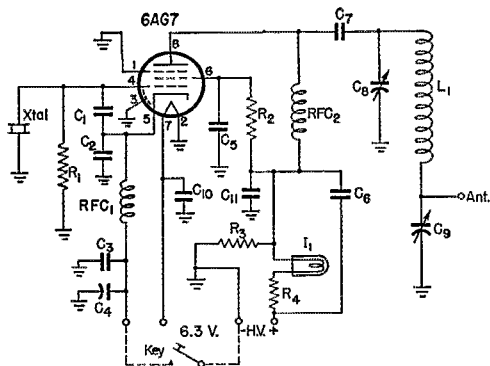 6AG7
8
C7
1
4
3
5
7
2
6
Xtal
C1
C2
R1
RFC1
C3
C4
C5
R2
RFC2
C8
L1
Ant.
C9
C10
C11
C6
R3
I1
R4
6.3 V.
-H.V.+
Key